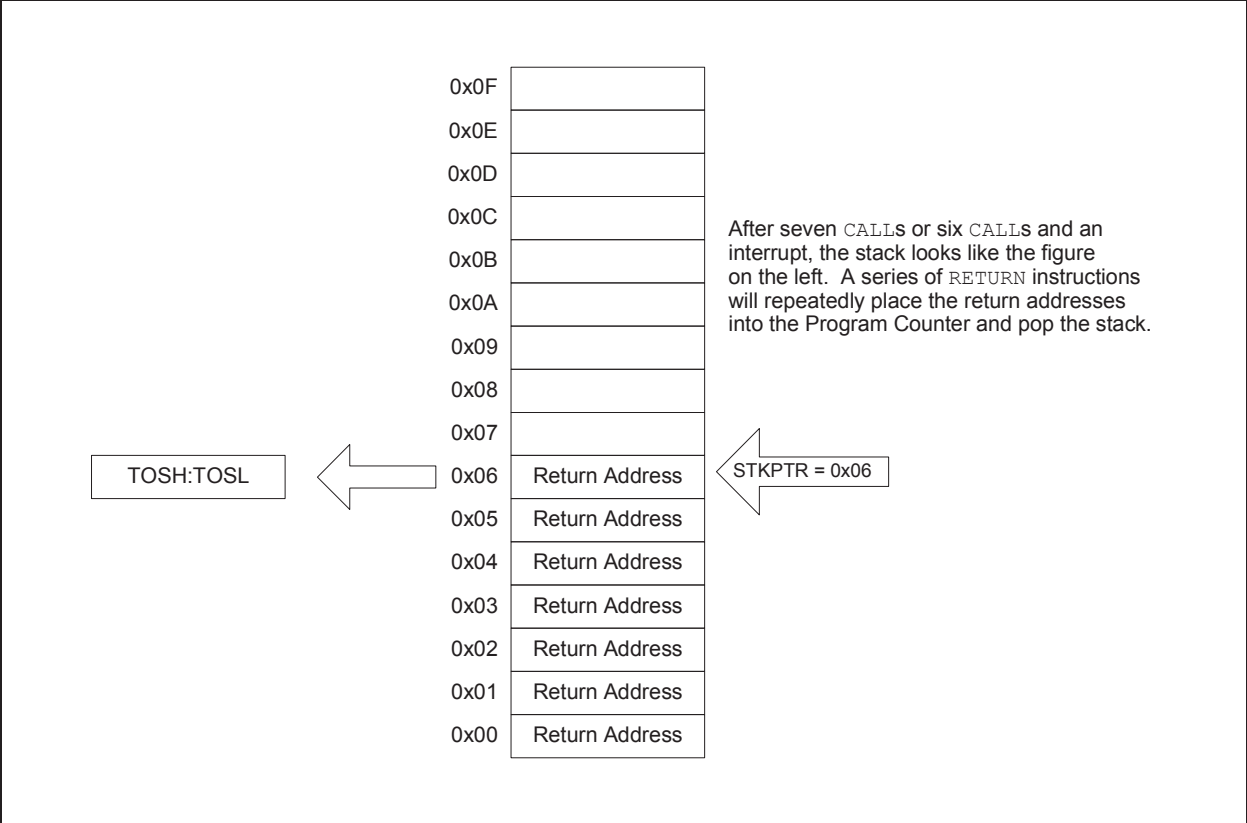 0x0F
0x0E
0x0D
0x0C
0x0B
0x0A
0x09
0x08
0x07
After seven CALLs or six CALLs and an
interrupt, the stack looks like the figure
on the left. A series of RETURN instructions
will repeatedly place the return addresses
into the Program Counter and pop the stack.
TOSH:TOSL
0x06 Return Address
STKPTR = 0x06
0x05 Return Address
0x04 Return Address
0x03 Return Address
0x02 Return Address
0x01 Return Address
0x00 Return Address